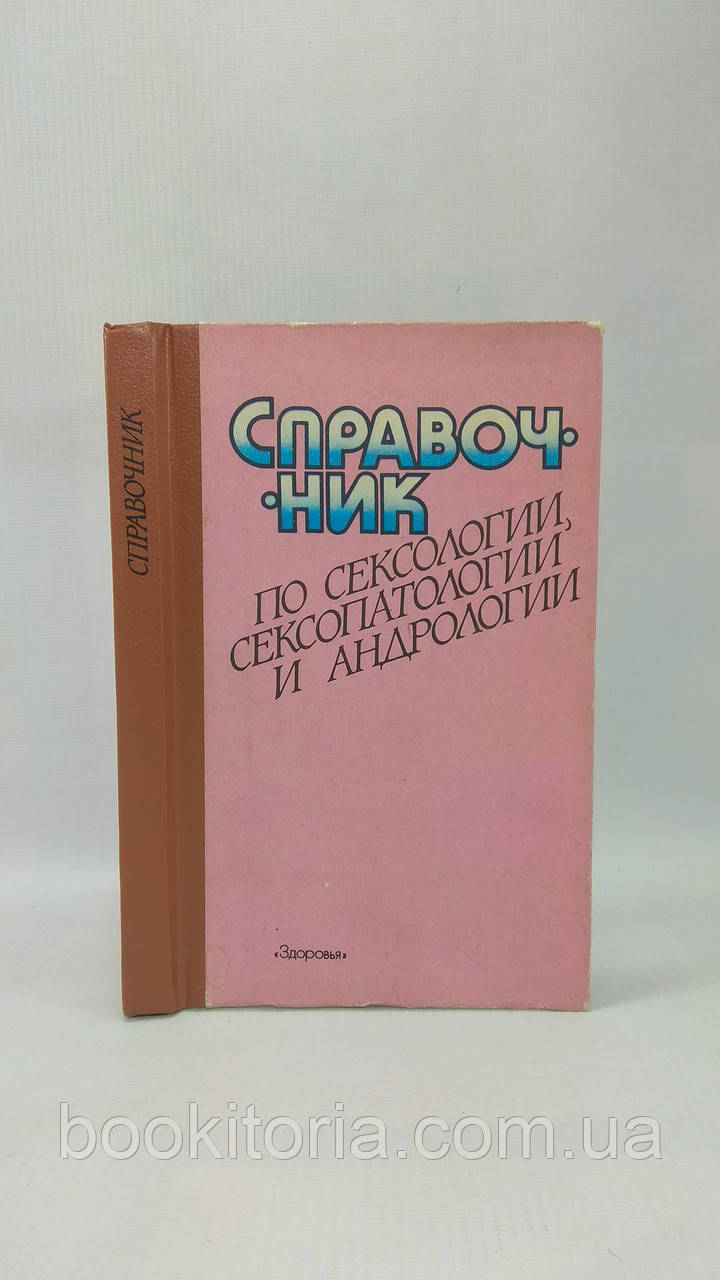 СПРАВОЧНИК
СПРАВОЧ·
·НИК
ПО СЕКСОЛОГИИ,
СЕКСОПАТОЛОГИИ
И АНДРОЛОГИИ
«Здоровья»
bookitoria.com.ua